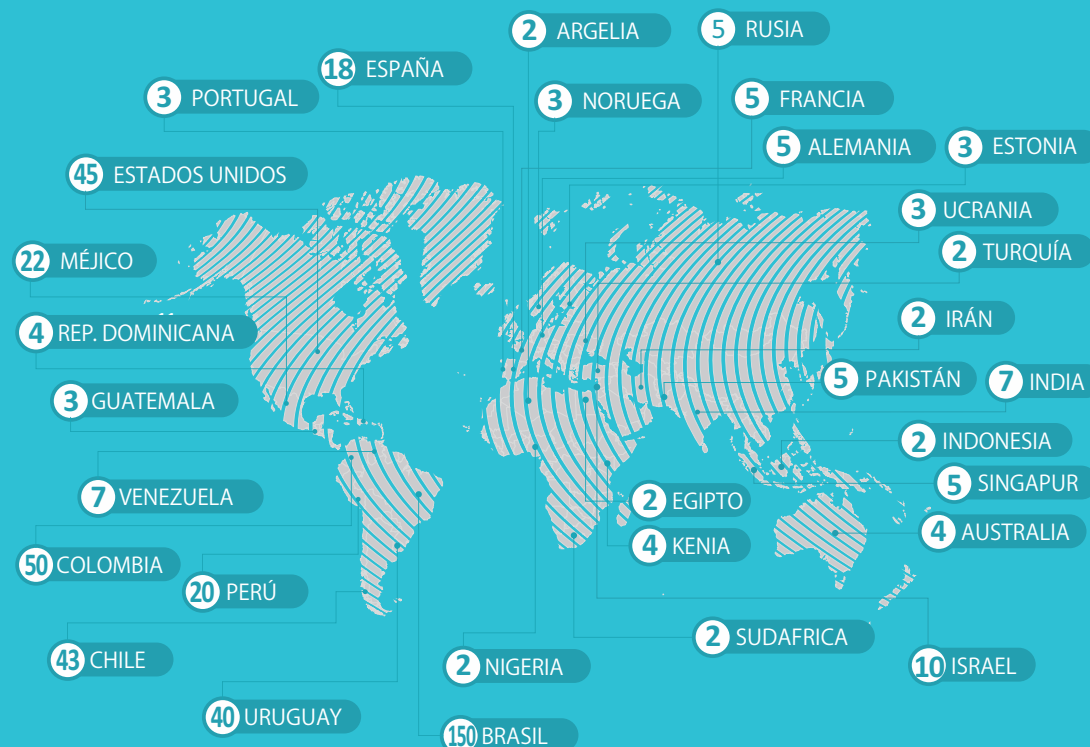 2 ARGELIA
5 RUSIA
18 ESPAÑA
3 PORTUGAL
3 NORUEGA
5 FRANCIA
5 ALEMANIA
3 ESTONIA
45 ESTADOS UNIDOS
3 UCRANIA
2 TURQUÍA
22 MÉJICO
4 REP. DOMINICANA
2 IRÁN
5 PAKISTÁN
7 INDIA
3 GUATEMALA
2 INDONESIA
7 VENEZUELA
5 SINGAPUR
2 EGIPTO
4 AUSTRALIA
4 KENIA
50 COLOMBIA
20 PERÚ
2 SUDAFRICA
43 CHILE
2 NIGERIA
10 ISRAEL
40 URUGUAY
150 BRASIL